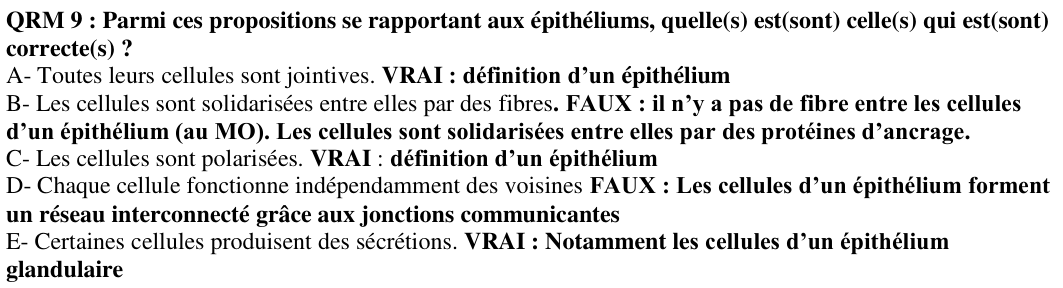 QRM 9 : Parmi ces propositions se rapportant aux épithéliums, quelle(s) est(sont) celle(s) qui est(sont)
correcte(s) ?
A- Toutes leurs cellules sont jointives. VRAI : définition d’un épithélium
B- Les cellules sont solidarisées entre elles par des fibres. FAUX : il n’y a pas de fibre entre les cellules
d’un épithélium (au MO). Les cellules sont solidarisées entre elles par des protéines d’ancrage.
C- Les cellules sont polarisées. VRAI : définition d’un épithélium
D- Chaque cellule fonctionne indépendamment des voisines FAUX : Les cellules d’un épithélium forment
un réseau interconnecté grâce aux jonctions communicantes
E- Certaines cellules produisent des sécrétions. VRAI : Notamment les cellules d’un épithélium
glandulaire